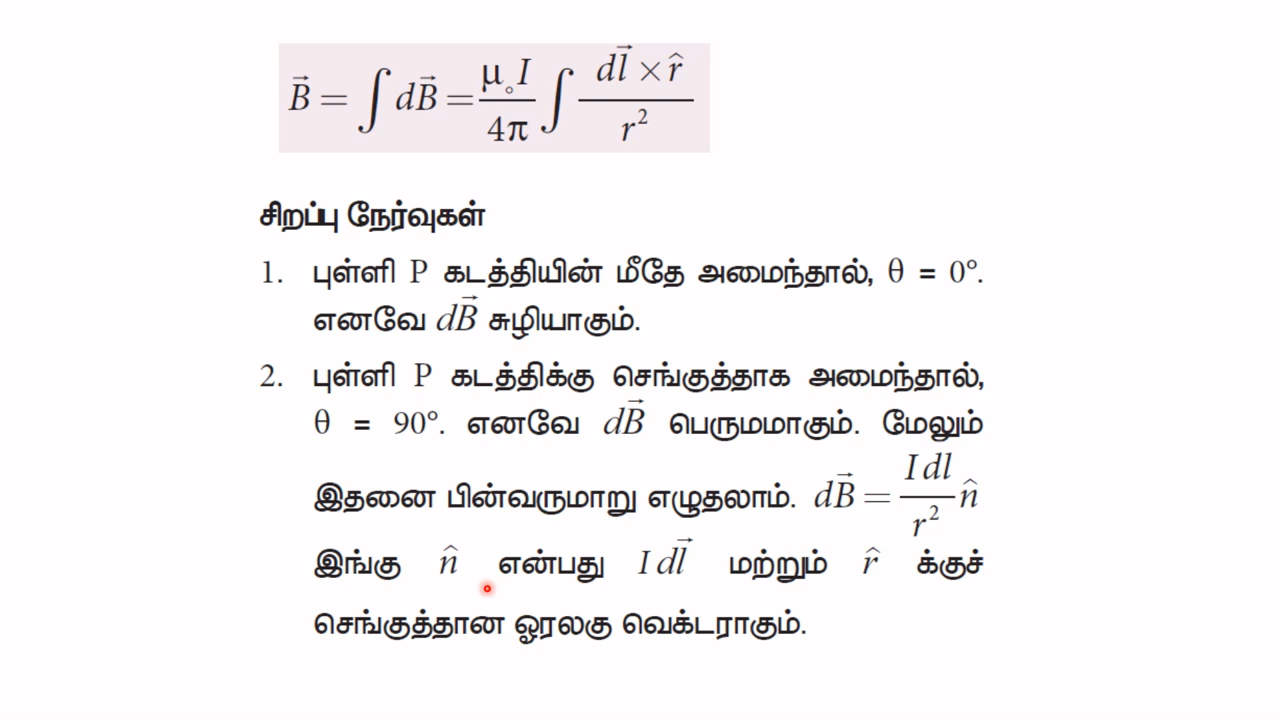 B⃗ = ∫ dB⃗ = μ∘I/4π ∫ dl⃗ × r̂ / r²
சிறப்பு நேர்வுகள்
1. புள்ளி P கடத்தியின் மீதே அமைந்தால், θ = 0°.
எனவே dB⃗ சுழியாகும்.
2. புள்ளி P கடத்திக்கு செங்குத்தாக அமைந்தால்,
θ = 90°. எனவே dB⃗ பெருமமாகும். மேலும்
இதனை பின்வருமாறு எழுதலாம். dB⃗ = I dl/r² n̂
இங்கு n̂ என்பது I dl⃗ மற்றும் r̂ க்குச்
செங்குத்தான ஓரலகு வெக்டராகும்.